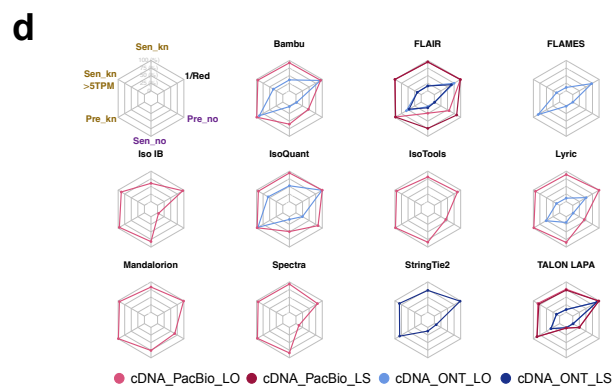 d
Sen_kn
Sen_kn
>5TPM
1/Red
Pre_kn
Pre_no
Sen_no
Bambu
FLAIR
FLAMES
Iso IB
IsoQuant
IsoTools
Lyric
Mandalorion
Spectra
StringTie2
TALON LAPA
cDNA_PacBio_LO
cDNA_PacBio_LS
cDNA_ONT_LO
cDNA_ONT_LS